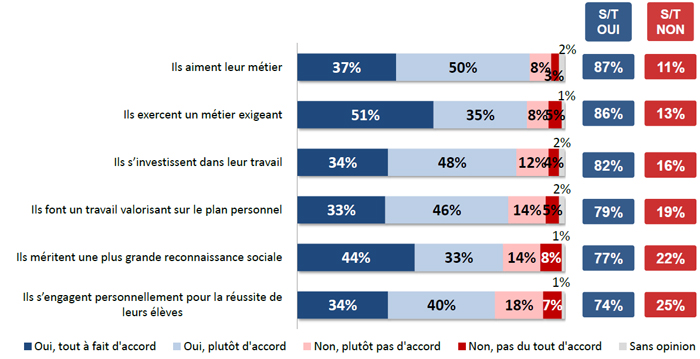 S/T OUI
S/T NON
Ils aiment leur métier 37% 50% 8% 3% 2% 87% 11%
Ils exercent un métier exigeant 51% 35% 8% 5% 1% 86% 13%
Ils s'investissent dans leur travail 34% 48% 12% 4% 2% 82% 16%
Ils font un travail valorisant sur le plan personnel 33% 46% 14% 5% 2% 79% 19%
Ils méritent une plus grande reconnaissance sociale 44% 33% 14% 8% 1% 77% 22%
Ils s'engagent personnellement pour la réussite de
leurs élèves 34% 40% 18% 7% 1% 74% 25%
Oui, tout à fait d'accord Oui, plutôt d'accord Non, plutôt pas d'accord Non, pas du tout d'accord Sans opinion